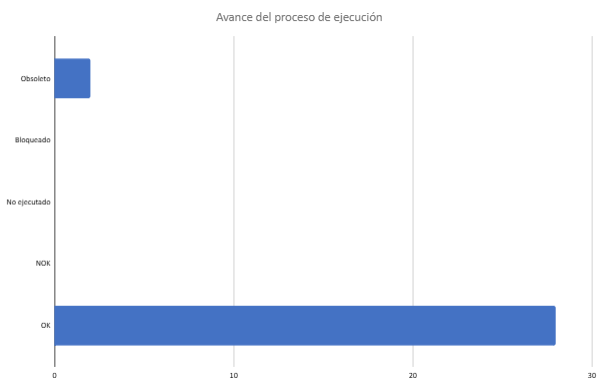 Avance del proceso de ejecución
Obsoleto
Bloqueado
No ejecutado
NOK
OK
0 10 20 30